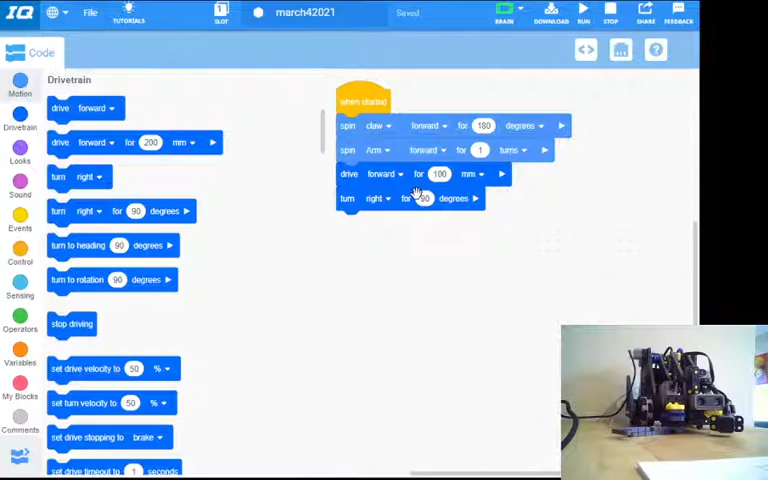 IQ File TUTORIALS 1 SLOT march42021 Saved BRAIN DOWNLOAD RUN STOP SHARE FEEDBACK
Code <>  ?
Motion
Drivetrain
Looks
Sound
Events
Control
Sensing
Operators
Variables
My Blocks
Comments
Drivetrain
drive forward
drive forward for 200 mm
turn right
turn right for 90 degrees
turn to heading 90 degrees
turn to rotation 90 degrees
stop driving
set drive velocity to 50 %
set turn velocity to 50 %
set drive stopping to brake
set drive timeout to 1 seconds
when started
spin claw forward for 180 degrees
spin Arm forward for 1 turns
drive forward for 100 mm
turn right for 90 degrees